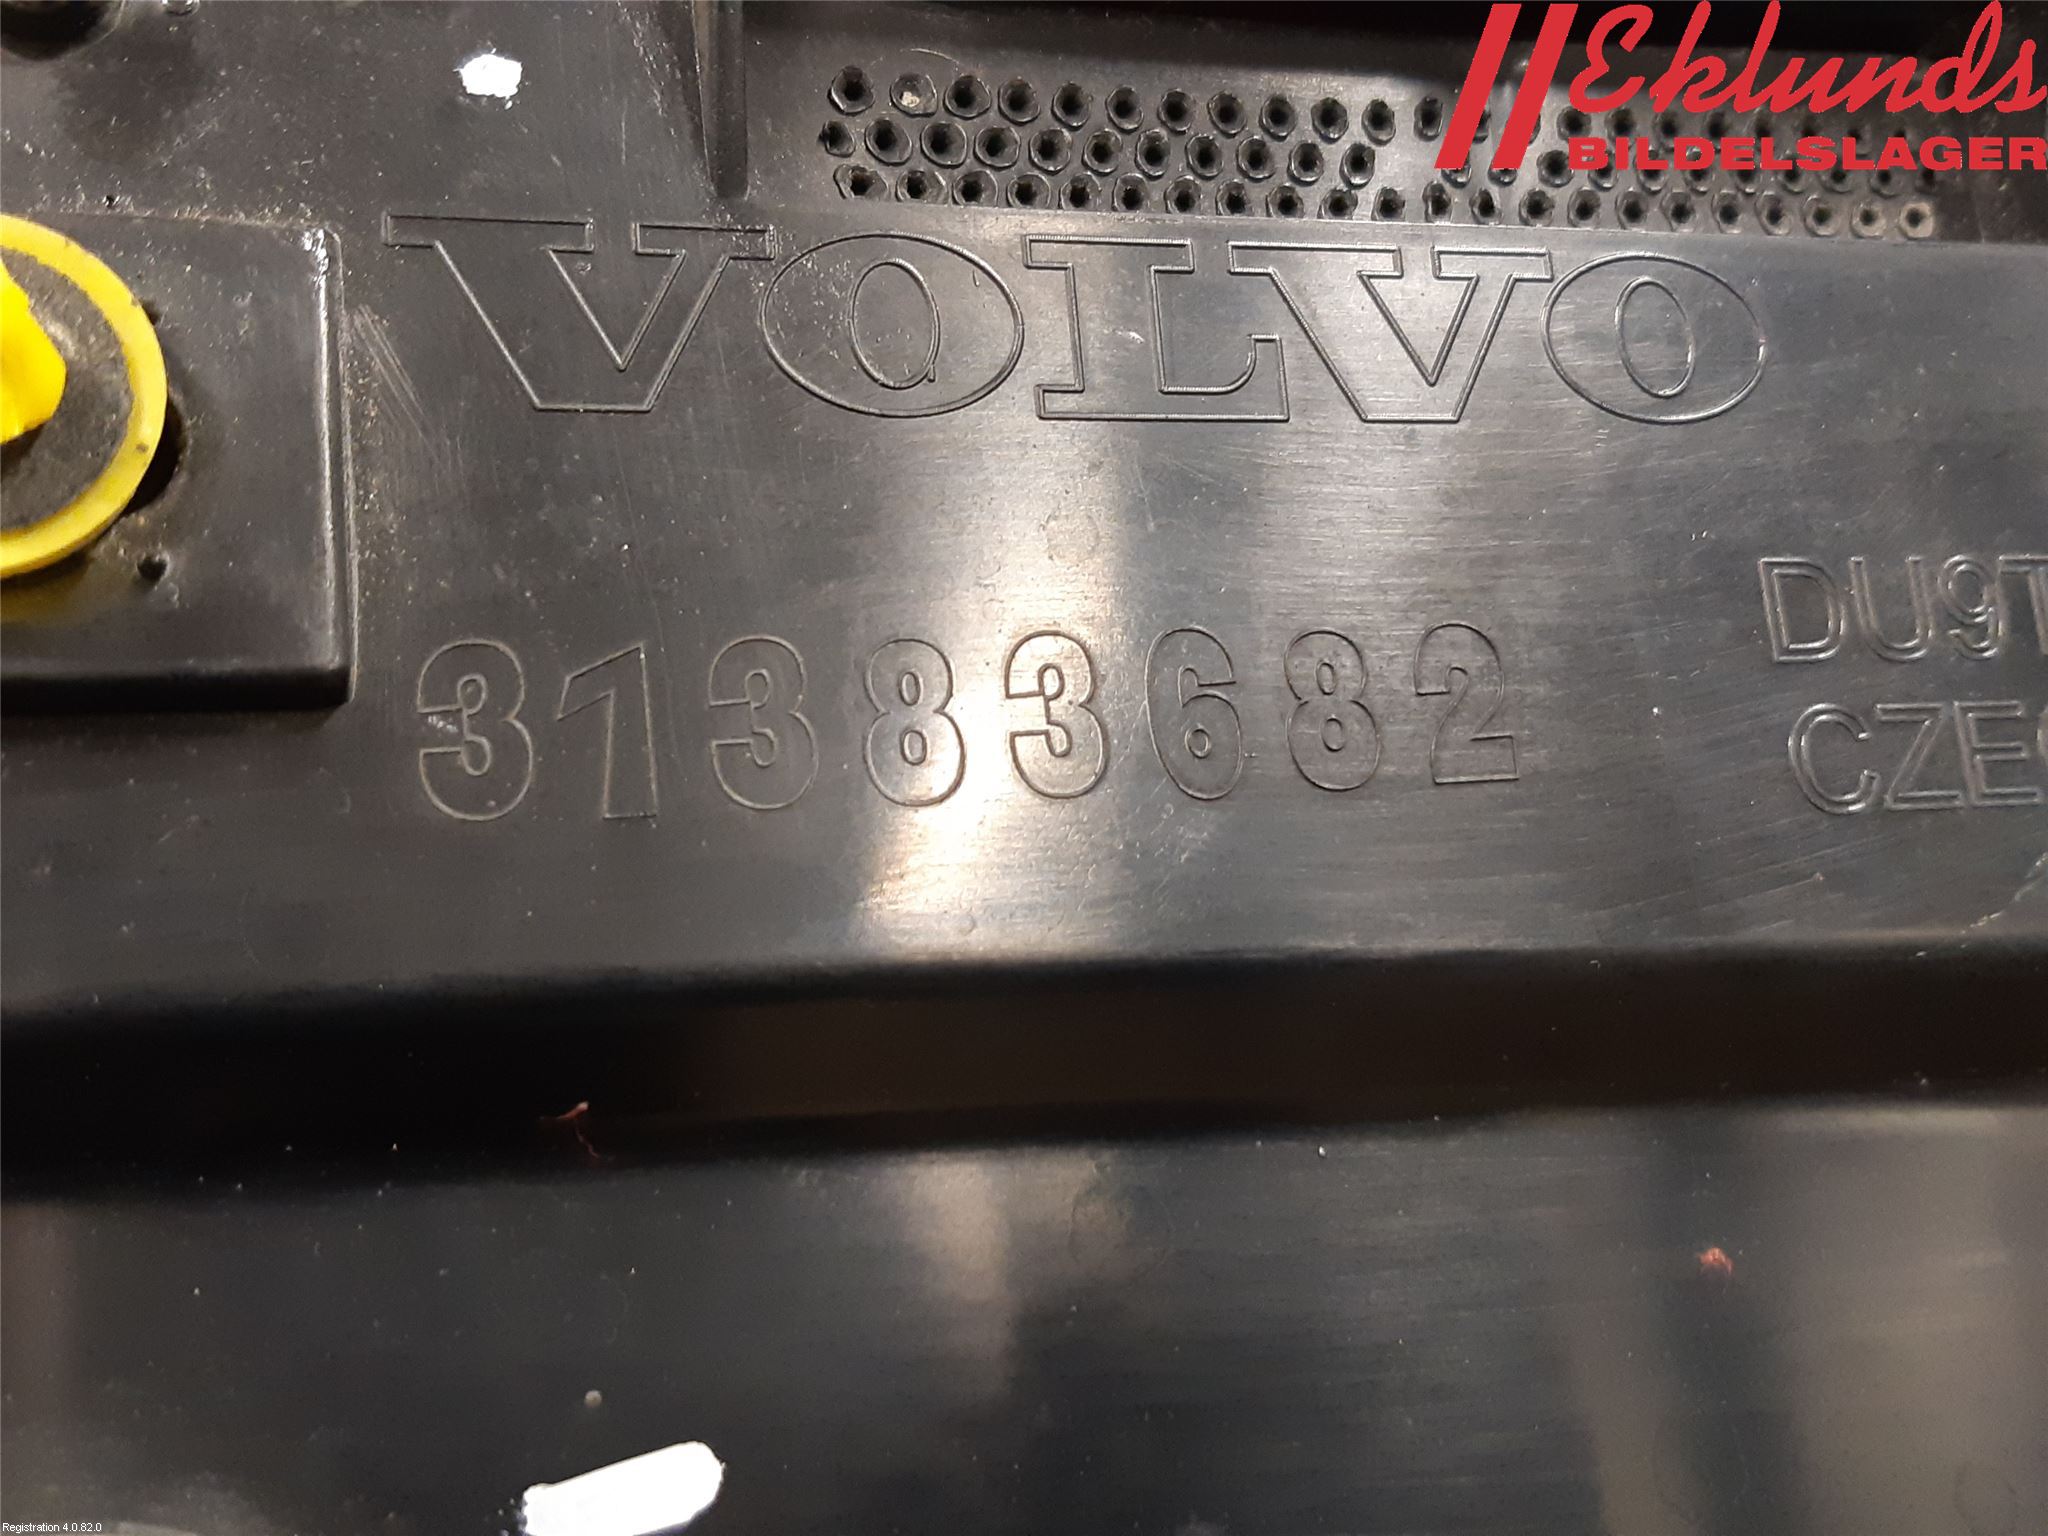 Eklunds
BILDELSLAGER
VOLVO
31383682
Registration 4.0.82.0